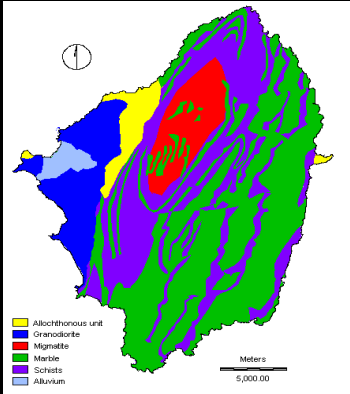 Allochthonous unit
Granodiorite
Migmatite
Marble
Schists
Alluvium
Meters
5,000.00